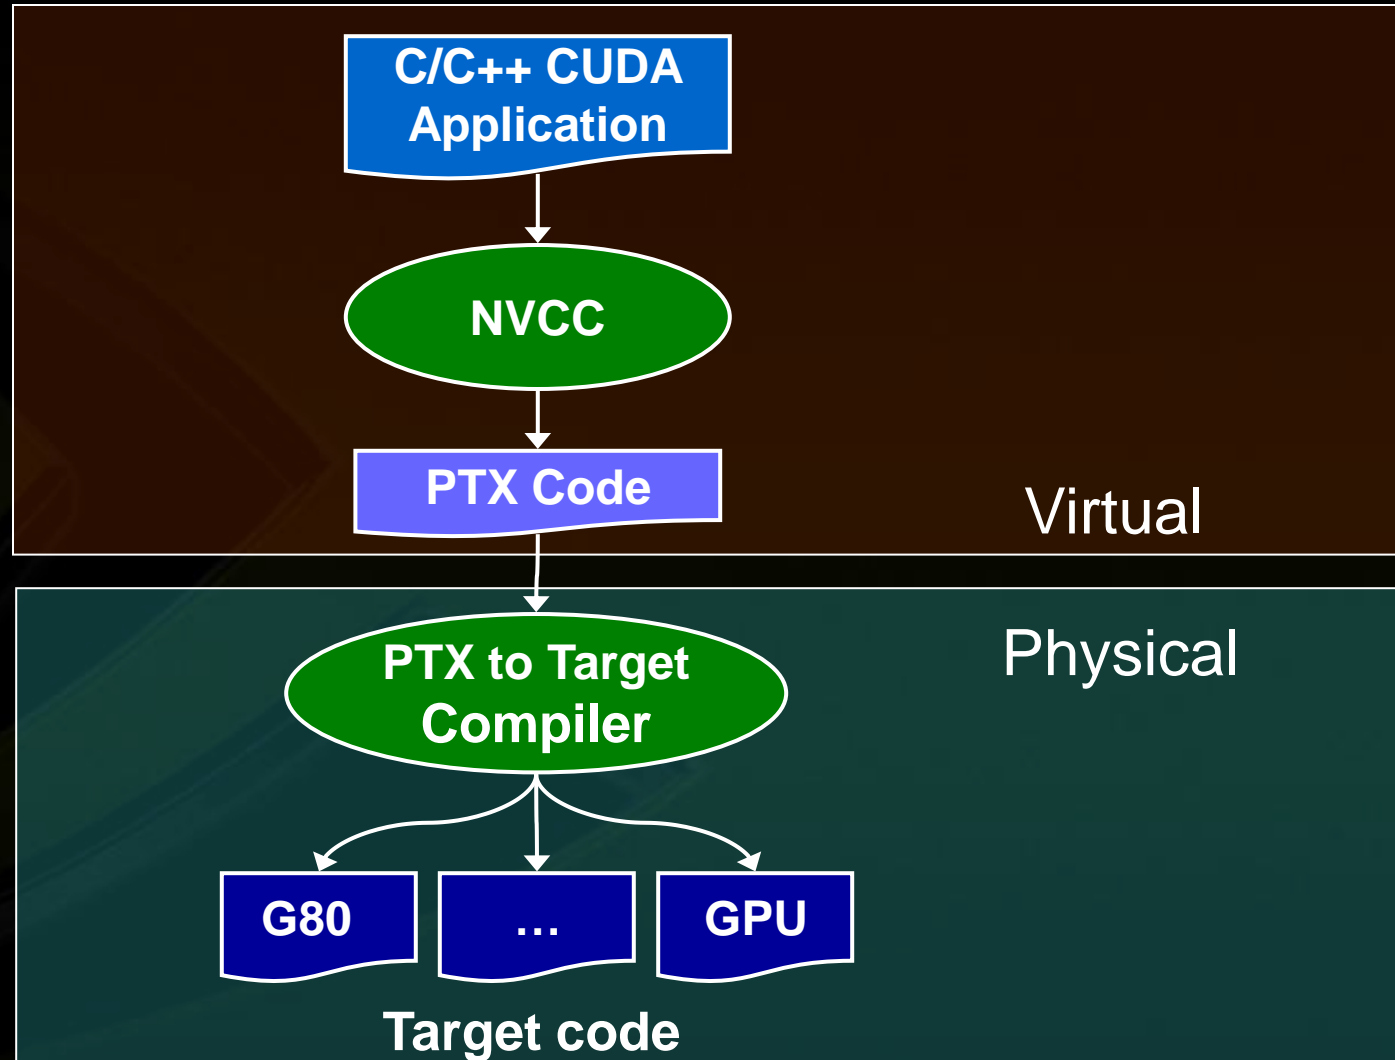 C/C++ CUDA
Application
NVCC
PTX Code
Virtual
Physical
PTX to Target
Compiler
G80
...
GPU
Target code